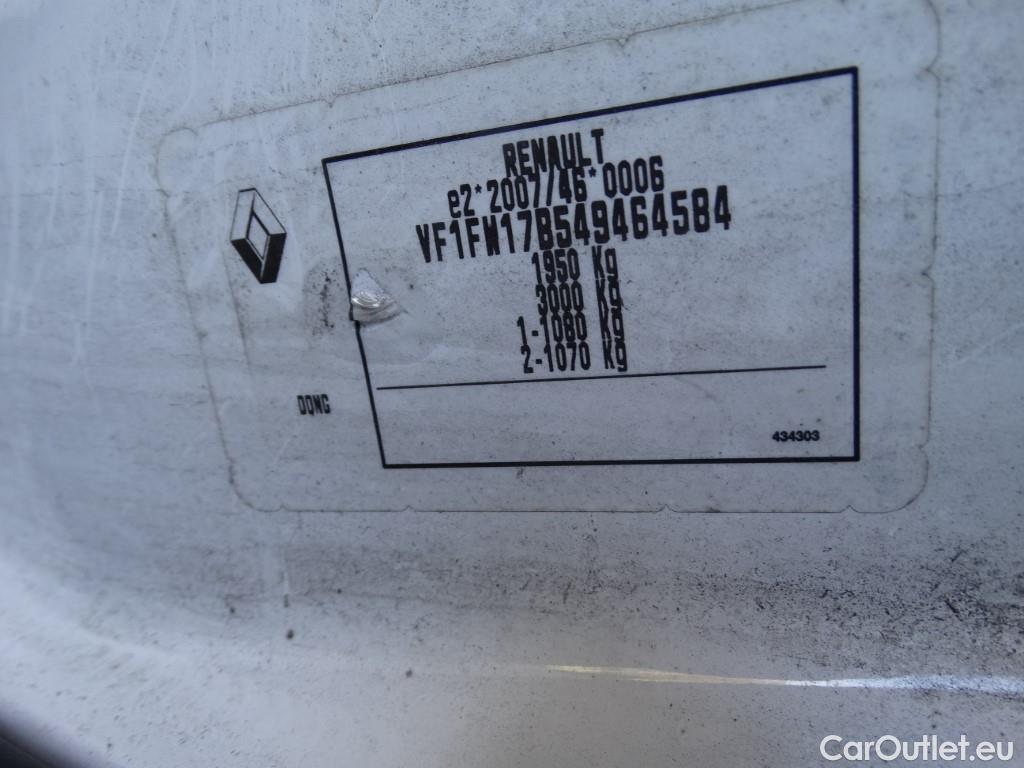 RENAULT
e2*2007/46*0006
VF1FW17B549464584
1950 Kg
3000 Kg
1-1080 Kg
2-1070 Kg
DQNG
434303
CarOutlet.eu